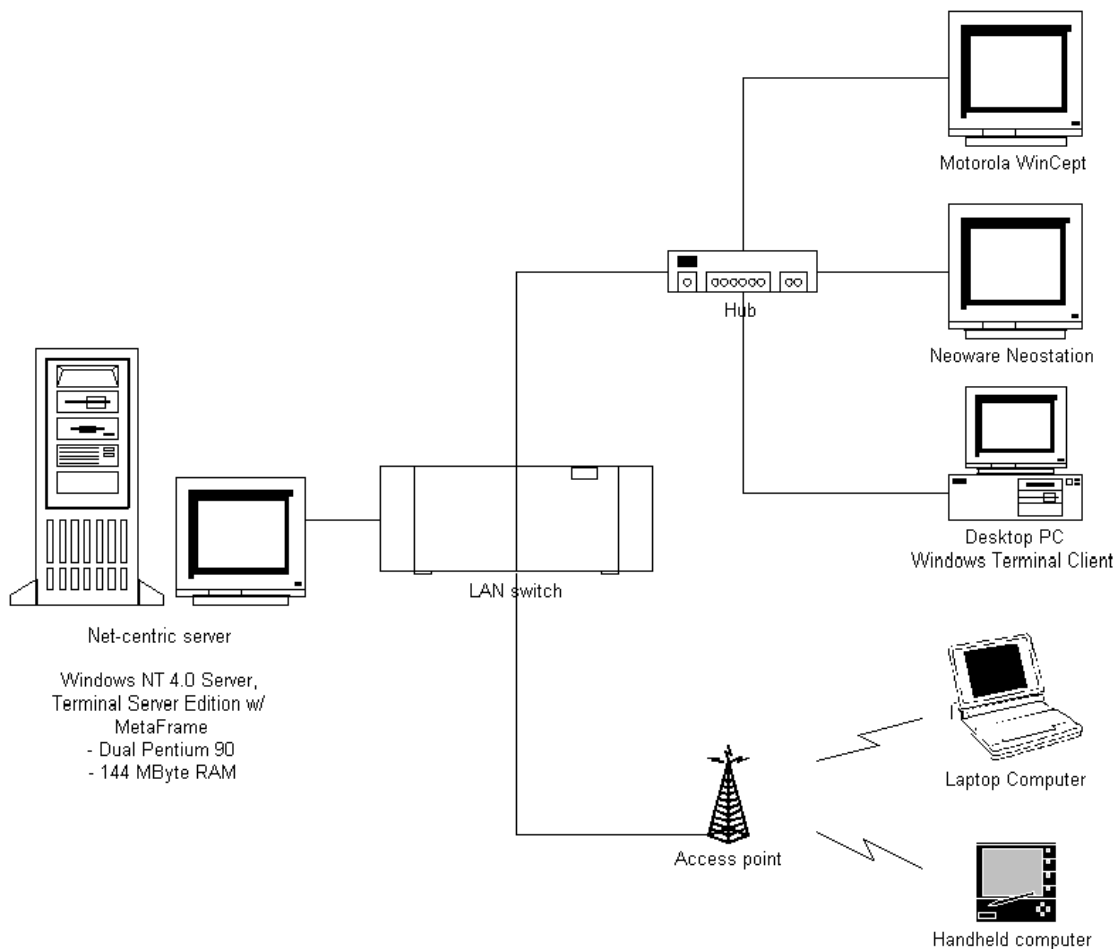 Motorola WinCept
Hub
Neoware Neostation
Desktop PC
Windows Terminal Client
LAN switch
Net-centric server
Windows NT 4.0 Server,
Terminal Server Edition w/
MetaFrame
- Dual Pentium 90
- 144 MByte RAM
Laptop Computer
Access point
Handheld computer